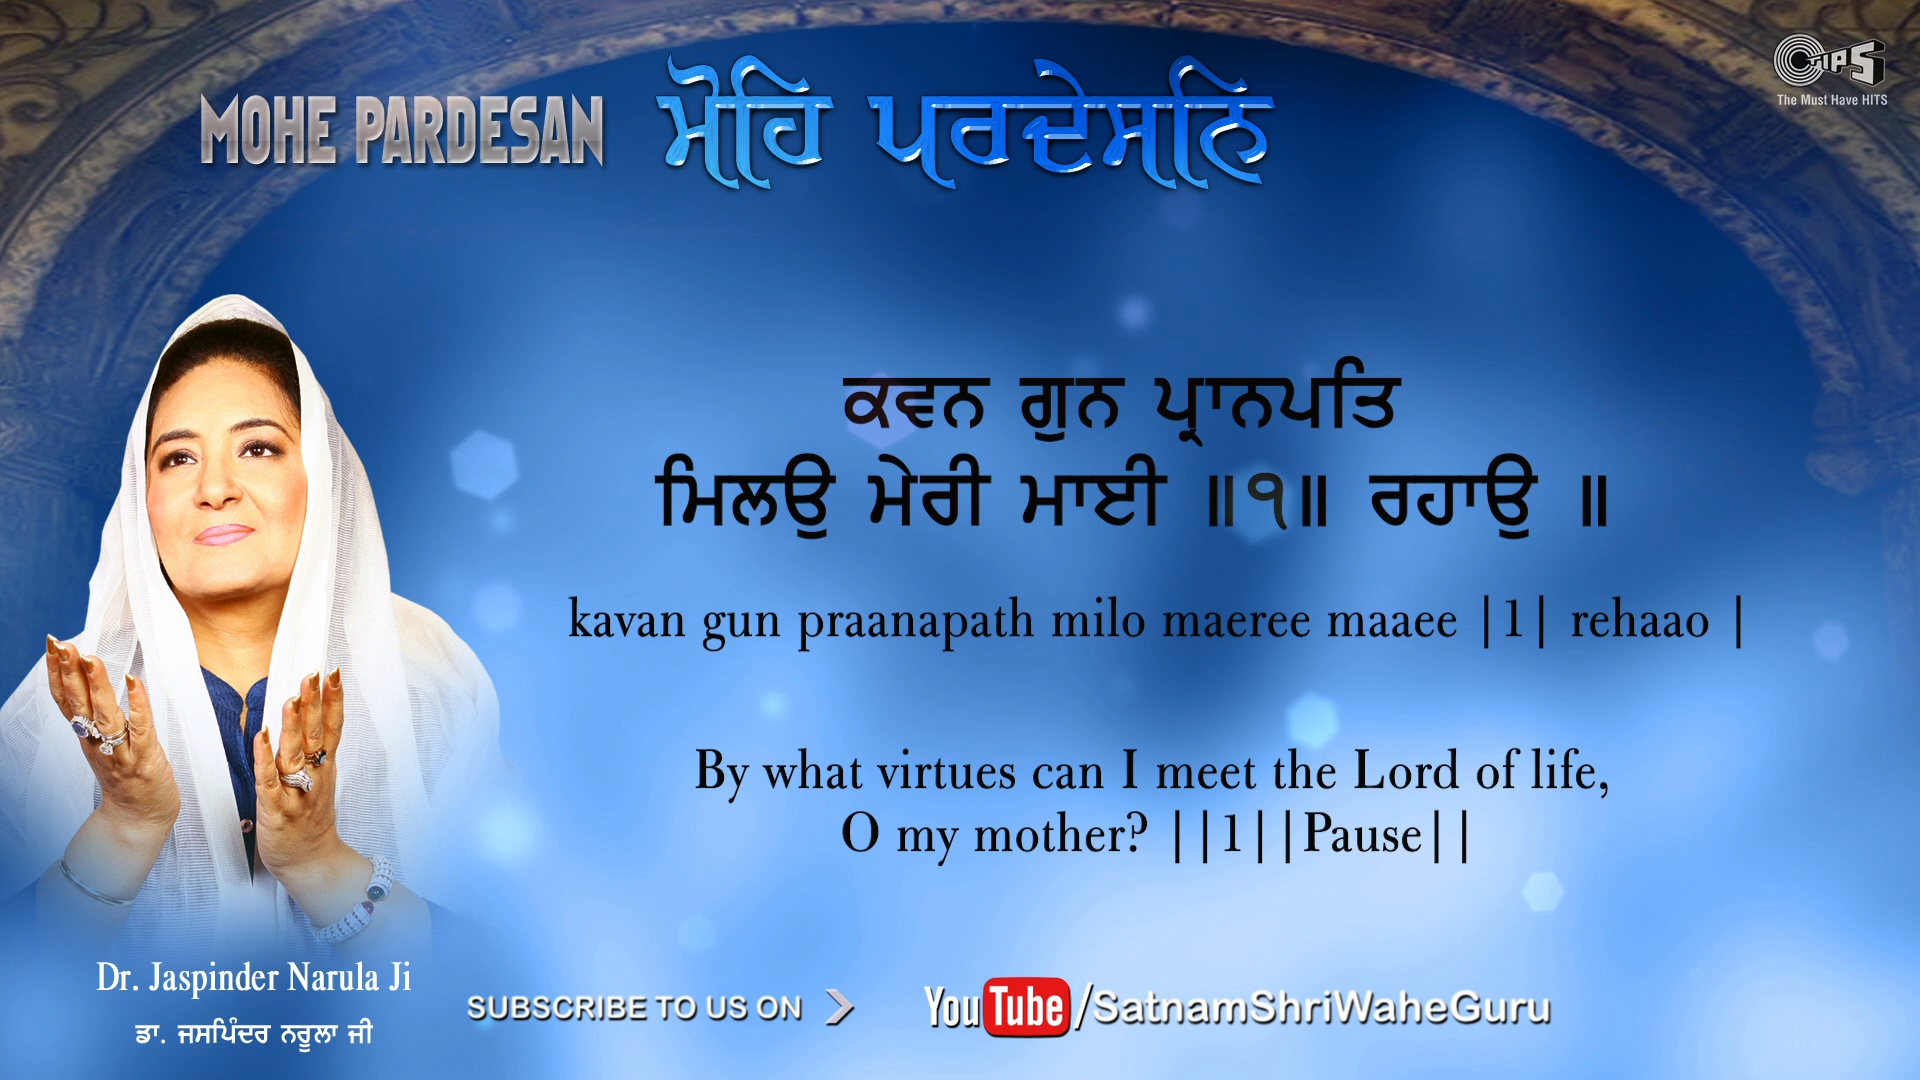 MOHE PARDESAN ਮੋਹਿ ਪਰਦੇਸਨਿ
TIPS
The Must Have HITS
ਕਵਨ ਗੁਨ ਪ੍ਰਾਨਪਤਿ
ਮਿਲਉ ਮੇਰੀ ਮਾਈ ॥੧॥ ਰਹਾਉ ॥
kavan gun praanapath milo maeree maaee |1| rehaao |
By what virtues can I meet the Lord of life,
O my mother? ||1||Pause||
Dr. Jaspinder Narula Ji
ਡਾ. ਜਸਪਿੰਦਰ ਨਰੂਲਾ ਜੀ
SUBSCRIBE TO US ON > YouTube/SatnamShriWaheGuru